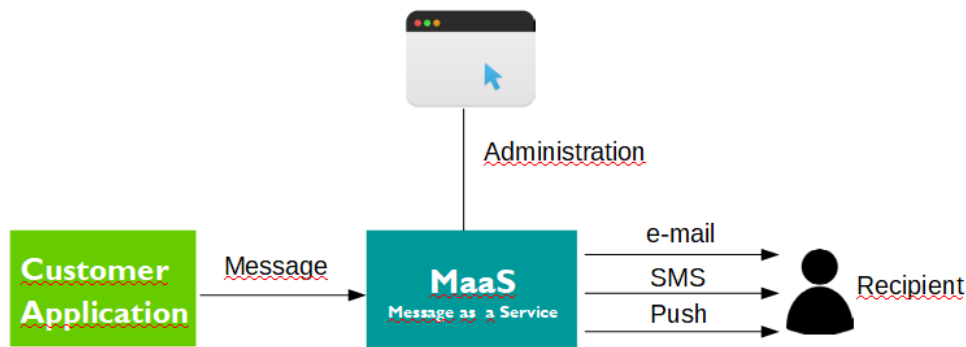 Administration
Customer
Application
Message
MaaS
Message as a Service
e-mail
SMS
Push
Recipient